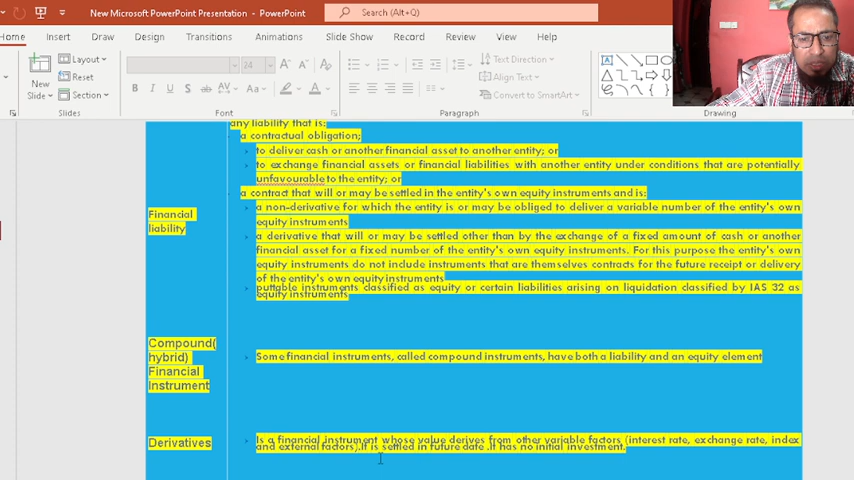 New Microsoft PowerPoint Presentation - PowerPoint
Search (Alt+Q)
Home Insert Draw Design Transitions Animations Slide Show Record Review View Help
New
Slide
Layout
Reset
Section
24
Text Direction
Align Text
Convert to SmartArt
Slides Font Paragraph Drawing
any liability that is:
a contractual obligation;
to deliver cash or another financial asset to another entity; or
to exchange financial assets or financial liabilities with another entity under conditions that are potentially
unfavourable to the entity; or
a contract that will or may be settled in the entity's own equity instruments and is:
Financial
liability
a non-derivative for which the entity is or may be obliged to deliver a variable number of the entity's own
equity instruments
a derivative that will or may be settled other than by the exchange of a fixed amount of cash or another
financial asset for a fixed number of the entity's own equity instruments. For this purpose the entity's own
equity instruments do not include instruments that are themselves contracts for the future receipt or delivery
of the entity's own equity instruments
puttable instruments classified as equity or certain liabilities arising on liquidation classified by IAS 32 as
equity instruments
Compound(
hybrid)
Financial
Instrument
Some financial instruments, called compound instruments, have both a liability and an equity element
Derivatives
Is a financial instrument whose value derives from other variable factors (interest rate, exchange rate, index
and external factors).It is settled in future date .It has no initial investment.